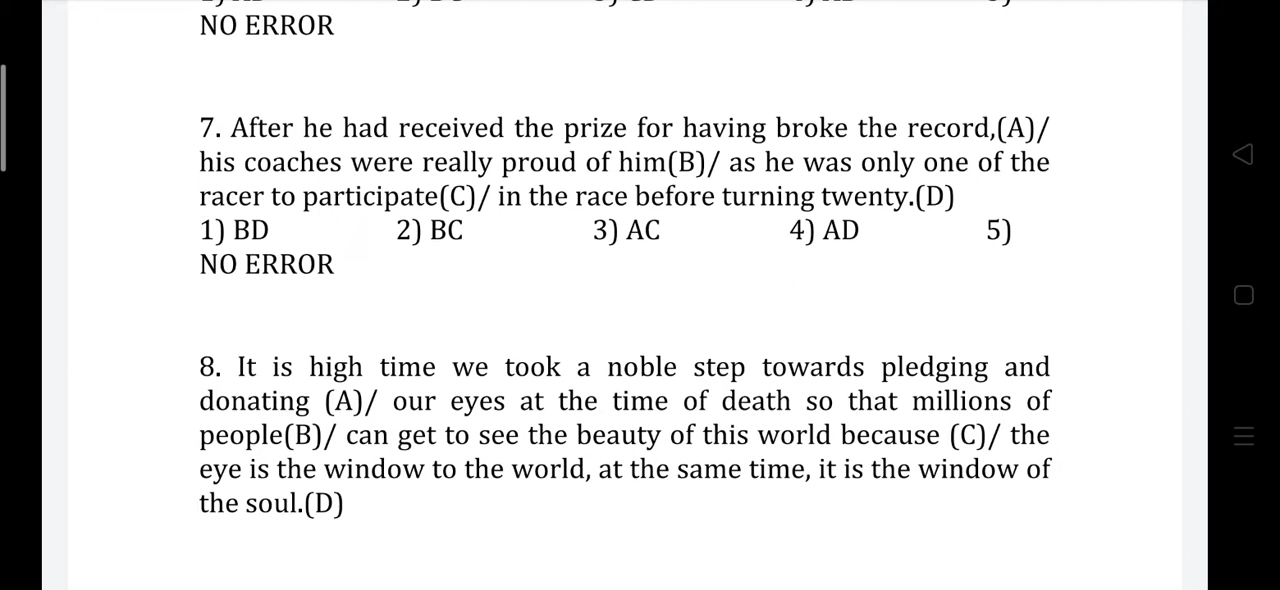 NO ERROR
7. After he had received the prize for having broke the record,(A)/
his coaches were really proud of him(B)/ as he was only one of the
racer to participate(C)/ in the race before turning twenty.(D)
1) BD 2) BC 3) AC 4) AD 5)
NO ERROR
8. It is high time we took a noble step towards pledging and
donating (A)/ our eyes at the time of death so that millions of
people(B)/ can get to see the beauty of this world because (C)/ the
eye is the window to the world, at the same time, it is the window of
the soul.(D)